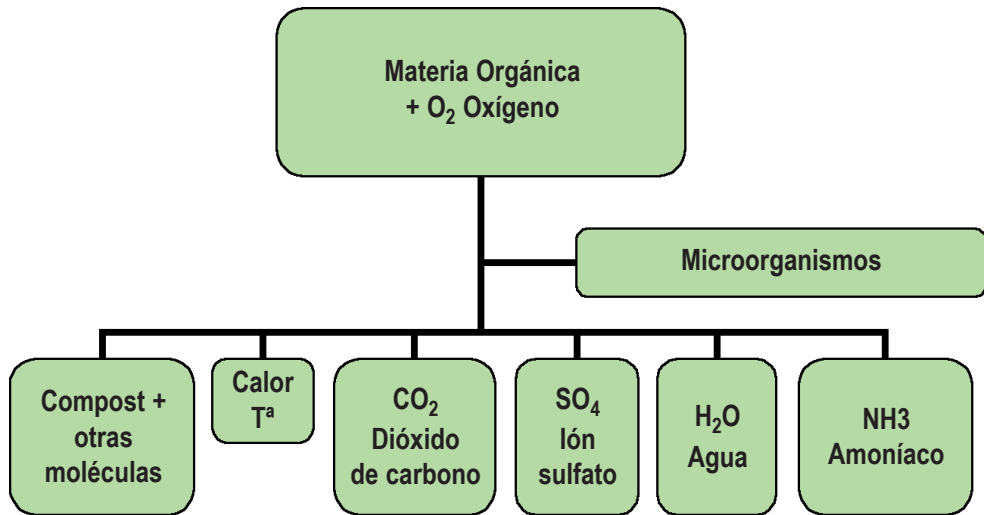 Materia Orgánica
+ O₂ Oxígeno
Microorganismos
Compost +
otras
moléculas
Calor
Tª
CO₂
Dióxido
de carbono
SO₄
Ión
sulfato
H₂O
Agua
NH3
Amoníaco